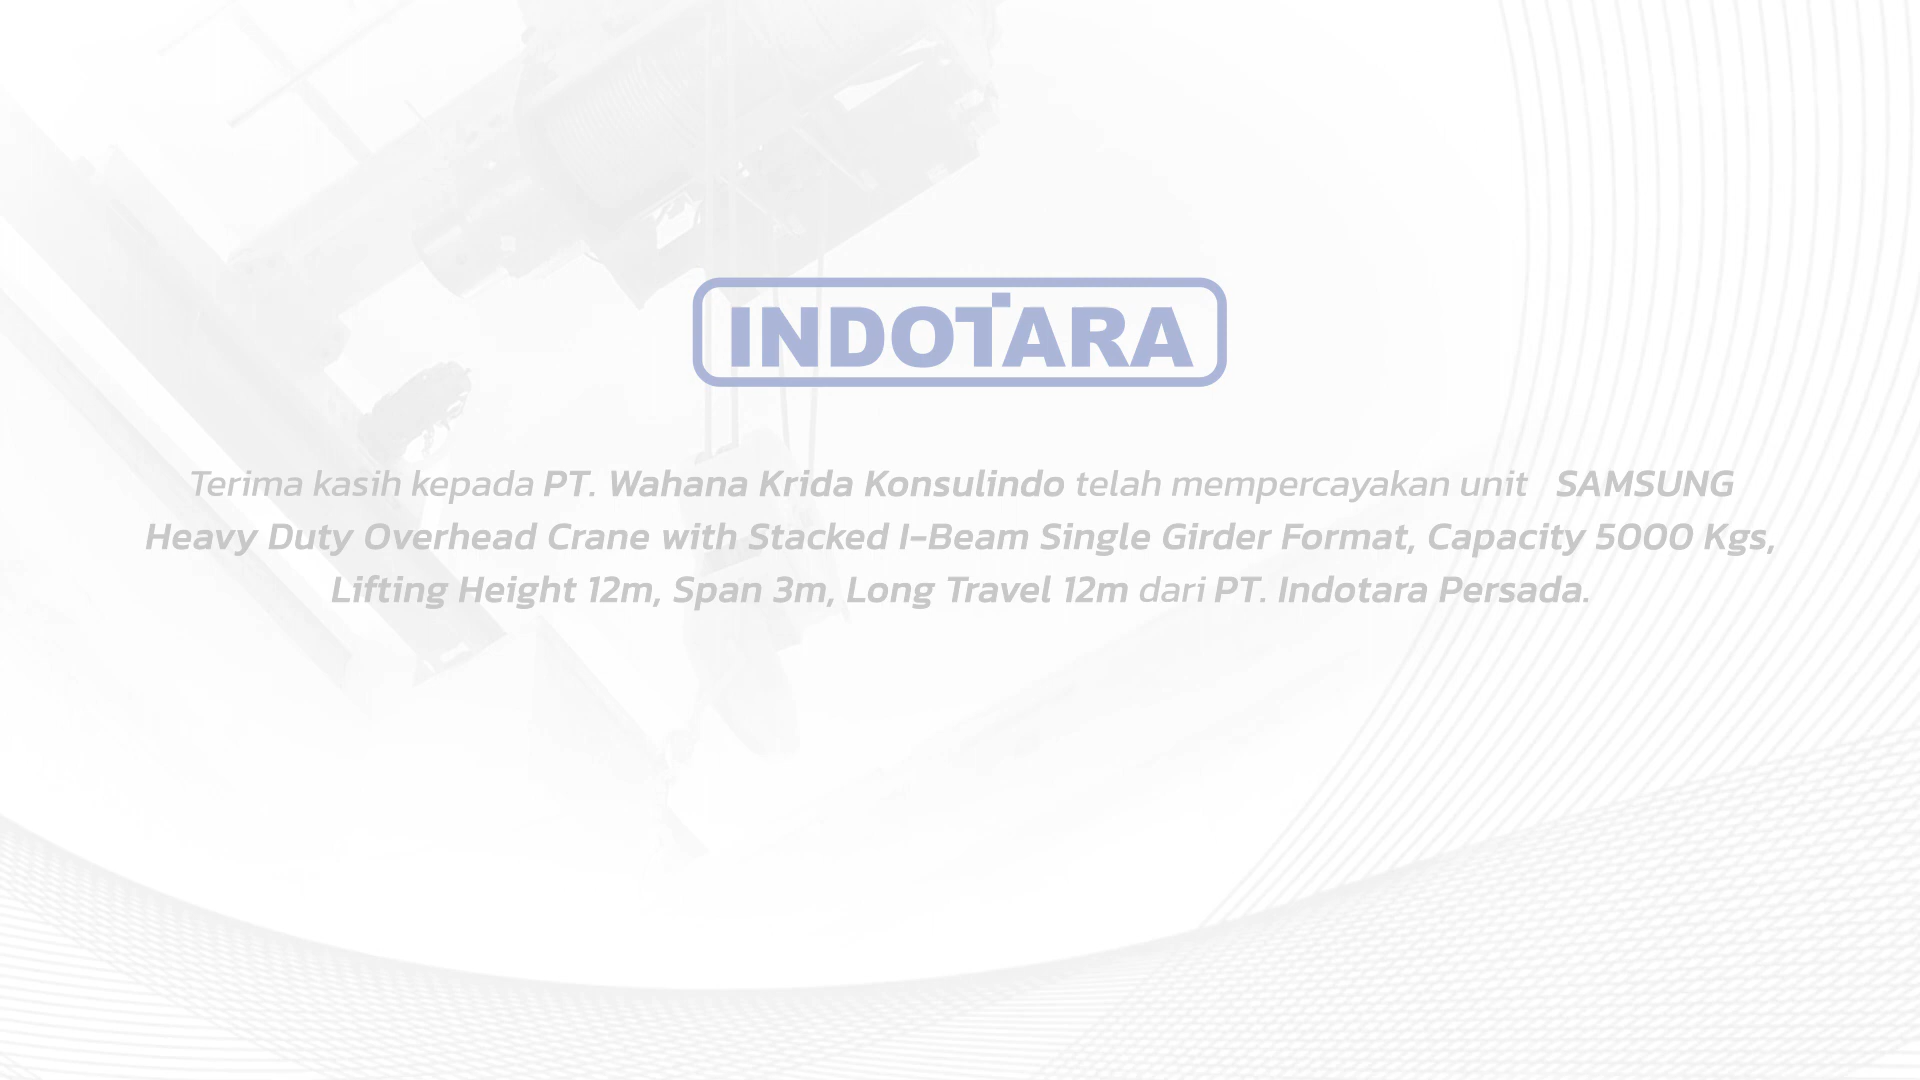 INDOTARA
Terima kasih kepada PT. Wahana Krida Konsulindo telah mempercayakan unit SAMSUNG
Heavy Duty Overhead Crane with Stacked I-Beam Single Girder Format, Capacity 5000 Kgs,
Lifting Height 12m, Span 3m, Long Travel 12m dari PT. Indotara Persada.